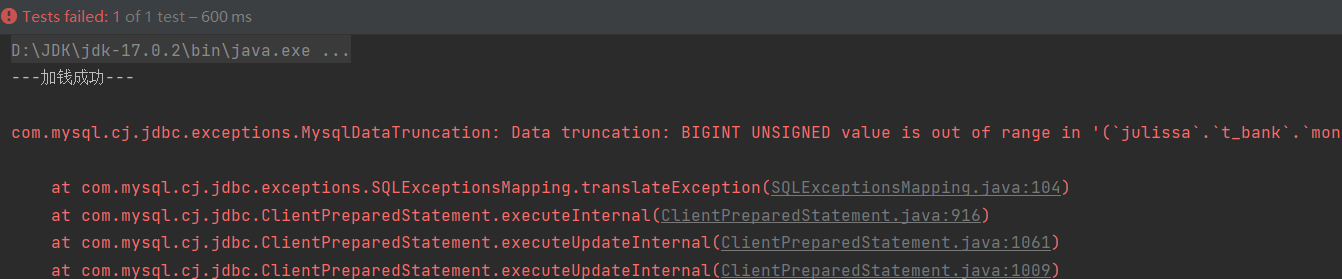 Tests failed: 1 of 1 test – 600 ms
D:\JDK\jdk-17.0.2\bin\java.exe ...
---加钱成功---
com.mysql.cj.jdbc.exceptions.MysqlDataTruncation: Data truncation: BIGINT UNSIGNED value is out of range in '(`julissa`.`t_bank`.`mon
at com.mysql.cj.jdbc.exceptions.SQLExceptionsMapping.translateException(SQLExceptionsMapping.java:104)
at com.mysql.cj.jdbc.ClientPreparedStatement.executeInternal(ClientPreparedStatement.java:916)
at com.mysql.cj.jdbc.ClientPreparedStatement.executeUpdateInternal(ClientPreparedStatement.java:1061)
at com.mysql.cj.jdbc.ClientPreparedStatement.executeUpdateInternal(ClientPreparedStatement.java:1009)